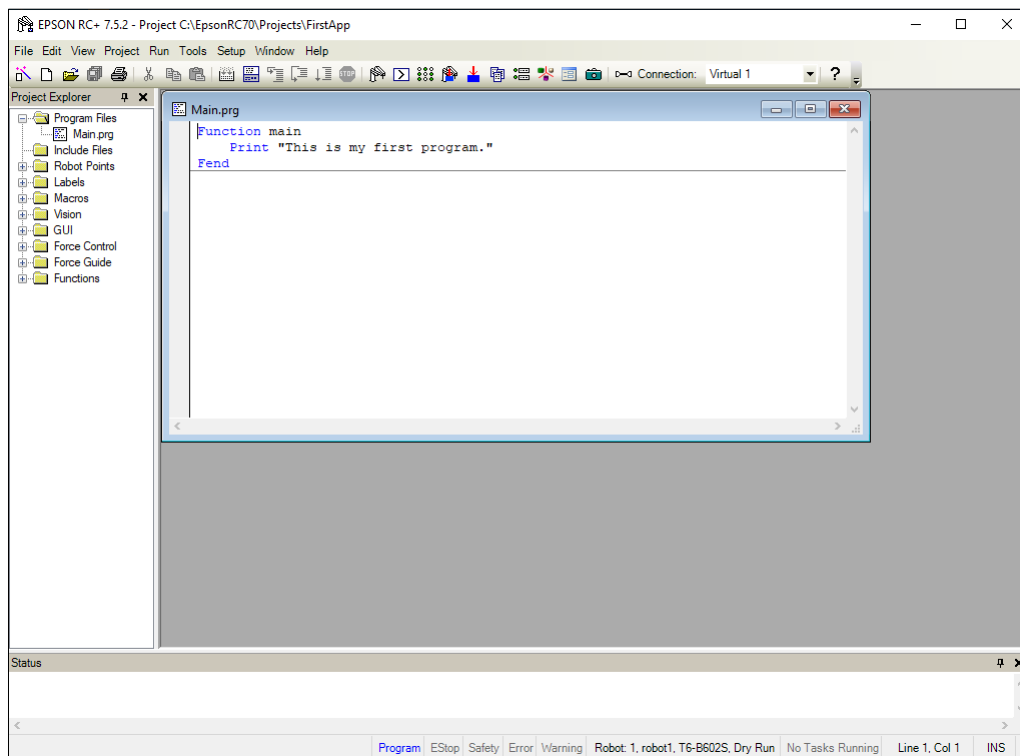 EPSON RC+ 7.5.2 - Project C:\EpsonRC70\Projects\FirstApp
File Edit View Project Run Tools Setup Window Help
Connection: Virtual 1
Project Explorer
Program Files
Main.prg
Include Files
Robot Points
Labels
Macros
Vision
GUI
Force Control
Force Guide
Functions
Main.prg
Function main
Print "This is my first program."
Fend
Status
Program EStop Safety Error Warning Robot: 1, robot1, T6-B602S, Dry Run No Tasks Running Line 1, Col 1 INS